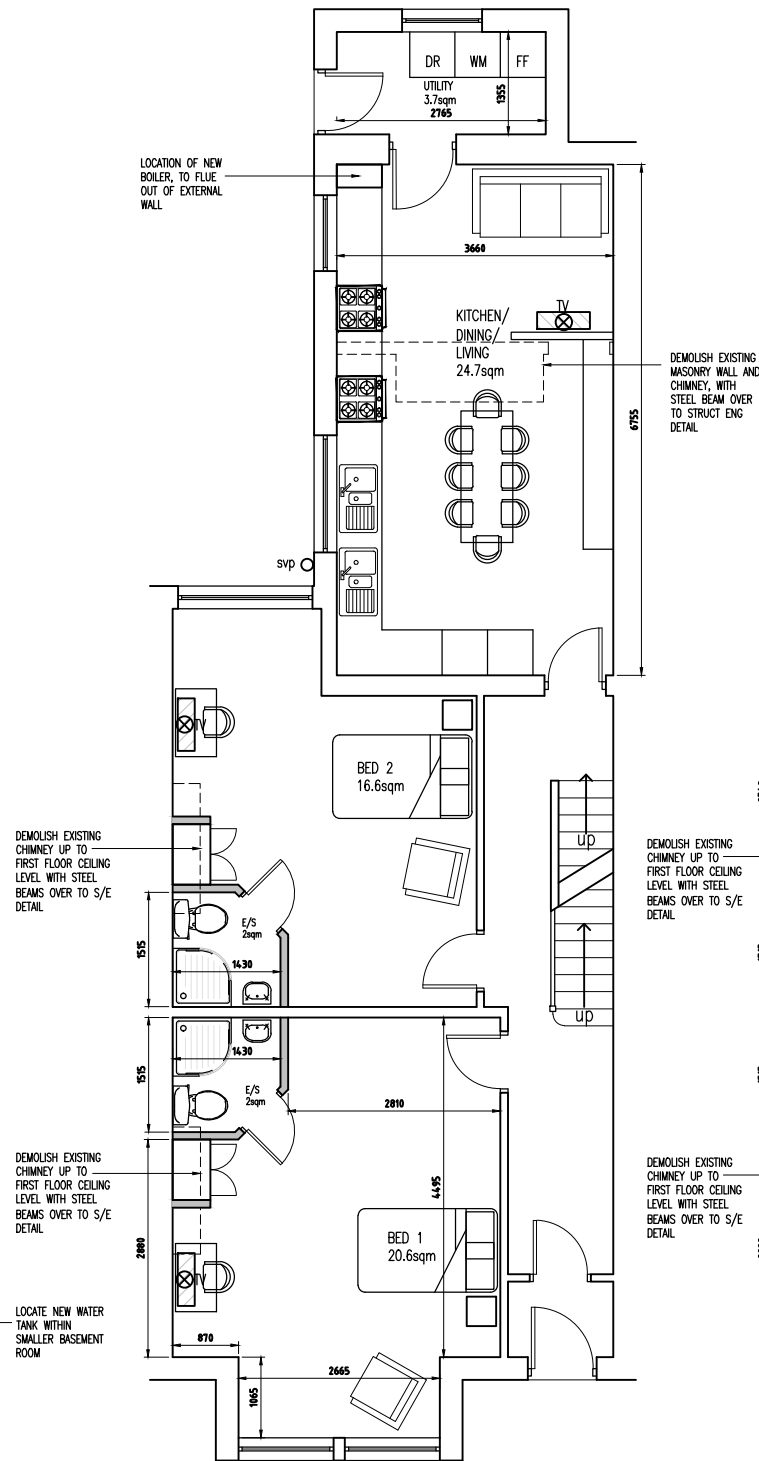 DR
WM
FF
UTILITY
3.7sqm
1355
2765
LOCATION OF NEW
BOILER, TO FLUE
OUT OF EXTERNAL
WALL
3660
TV
KITCHEN/
DINING/
LIVING
24.7sqm
DEMOLISH EXISTING
MASONRY WALL AND
CHIMNEY, WITH
STEEL BEAM OVER
TO STRUCT ENG
DETAIL
6755
svp
TV
BED 2
16.6sqm
DEMOLISH EXISTING
CHIMNEY UP TO
FIRST FLOOR CEILING
LEVEL WITH STEEL
BEAMS OVER TO S/E
DETAIL
up
DEMOLISH EXISTING
CHIMNEY UP TO
FIRST FLOOR CEILING
LEVEL WITH STEEL
BEAMS OVER TO S/E
DETAIL
E/S
2sqm
1515
1430
up
1515
1430
E/S
2sqm
2810
4495
DEMOLISH EXISTING
CHIMNEY UP TO
FIRST FLOOR CEILING
LEVEL WITH STEEL
BEAMS OVER TO S/E
DETAIL
2880
BED 1
20.6sqm
TV
DEMOLISH EXISTING
CHIMNEY UP TO
FIRST FLOOR CEILING
LEVEL WITH STEEL
BEAMS OVER TO S/E
DETAIL
LOCATE NEW WATER
TANK WITHIN
SMALLER BASEMENT
ROOM
870
2665
1065